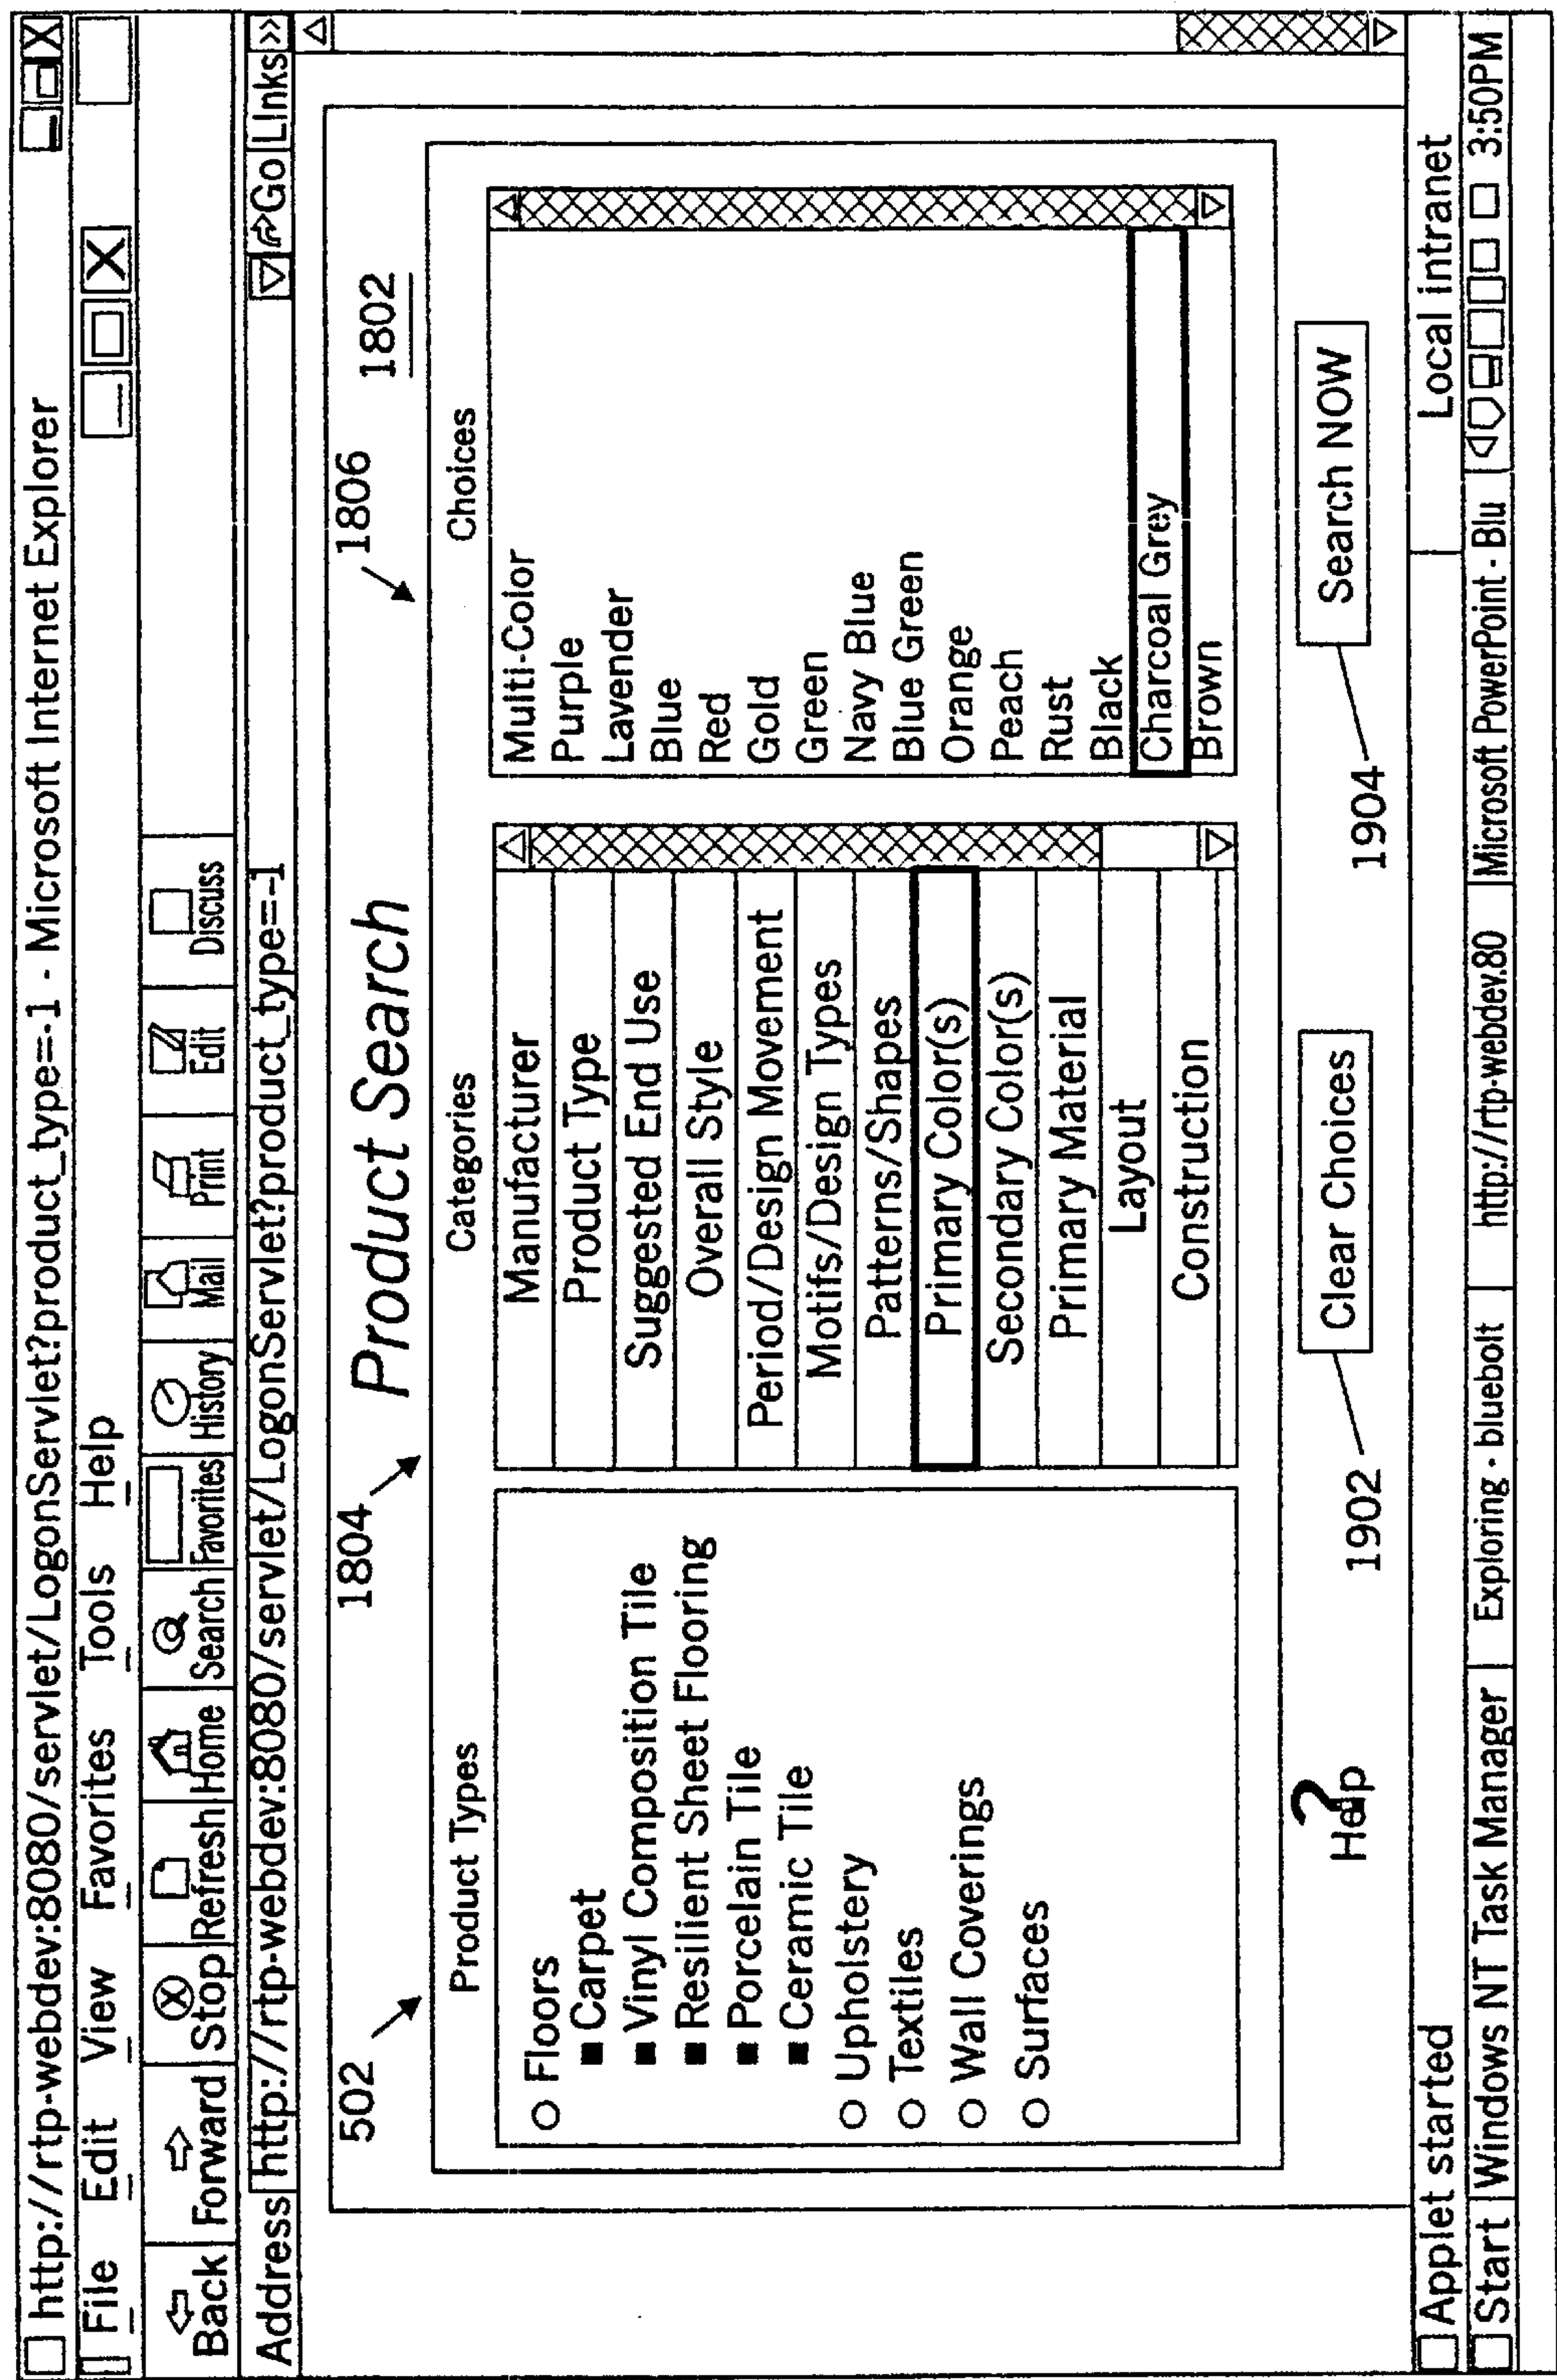 http://rtp-webdev:8080/servlet/LogonServlet?product_type=-1 - Microsoft Internet Explorer
File Edit View Favorites Tools Help
Back Forward Stop Refresh Home Search Favorites History Mail Print Edit Discuss
Address http://rtp-webdev:8080/servlet/LogonServlet?product_type==-1 Go Links >>
502
1804
Product Search
1806
1802
Product Types
Floors
Carpet
Vinyl Composition Tile
Resilient Sheet Flooring
Porcelain Tile
Ceramic Tile
Upholstery
Textiles
Wall Coverings
Surfaces
Categories
Manufacturer
Product Type
Suggested End Use
Overall Style
Period/Design Movement
Motifs/Design Types
Patterns/Shapes
Primary Color(s)
Secondary Color(s)
Primary Material
Layout
Construction
Choices
Multi-Color
Purple
Lavender
Blue
Red
Gold
Green
Navy Blue
Blue Green
Orange
Peach
Rust
Black
Charcoal Grey
Brown
?
Help
Clear Choices
Search NOW
1902
1904
Applet started Local intranet
Start Windows NT Task Manager Exploring - bluebolt http://rtp-webdev.80 Microsoft PowerPoint - Blu 3:50PM